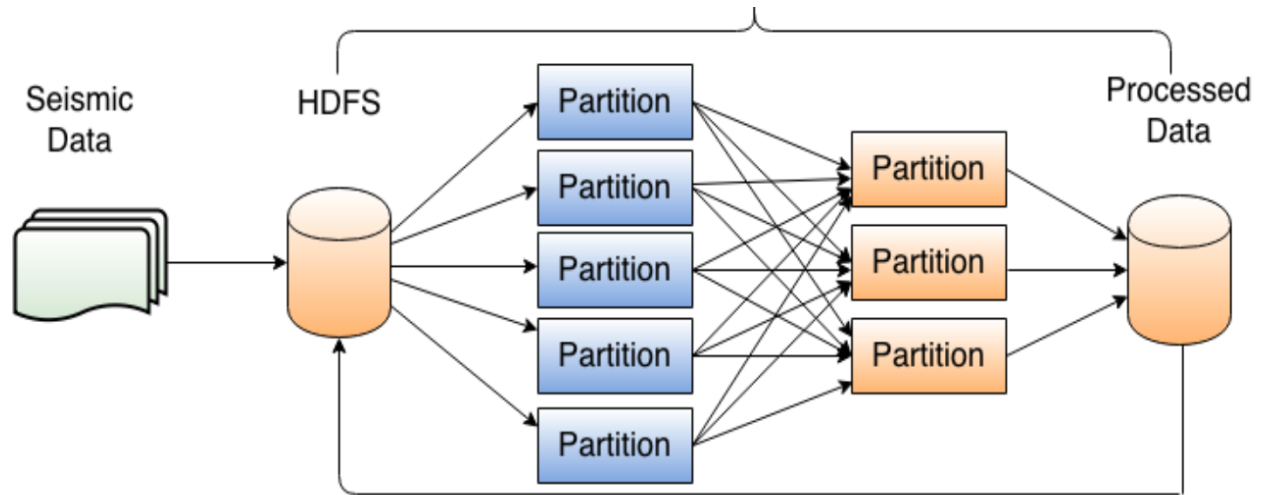 Seismic
Data
HDFS
Partition
Partition
Partition
Partition
Partition
Partition
Partition
Partition
Processed
Data